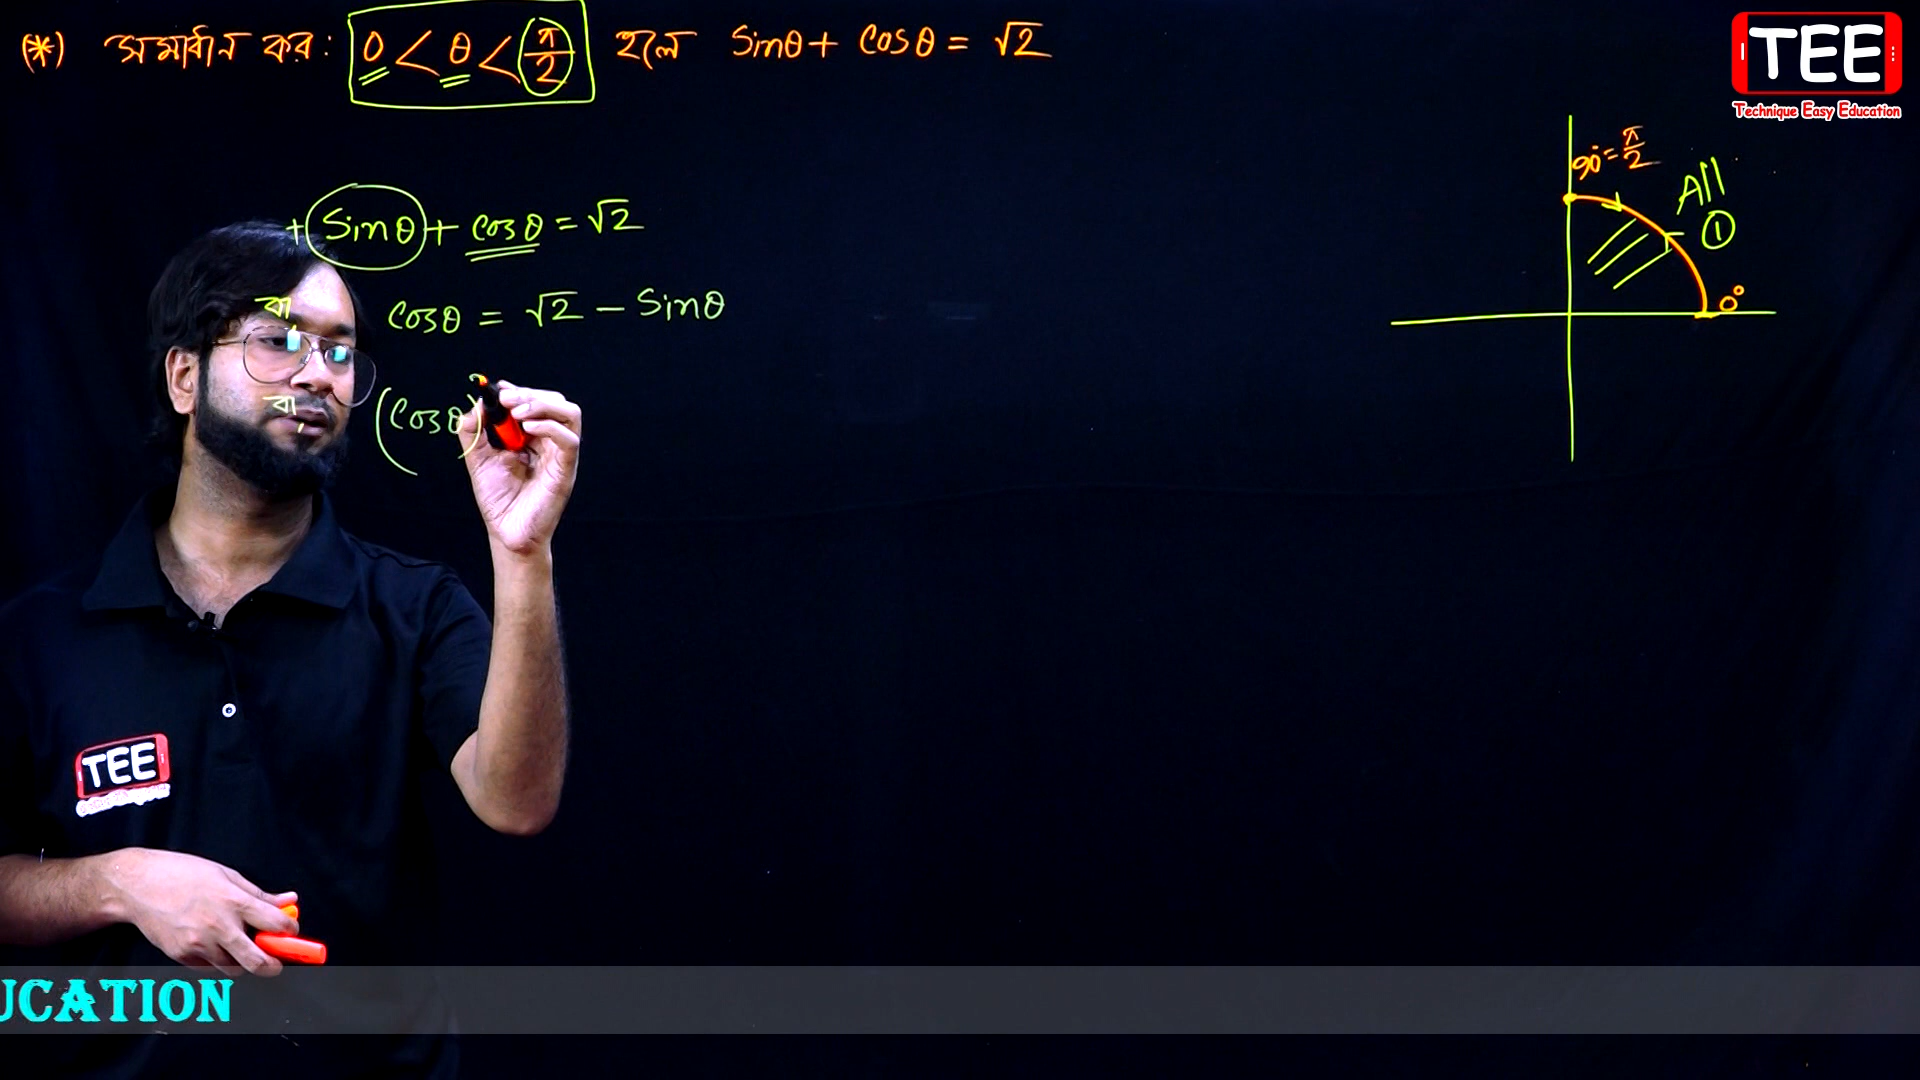 (*) সমাধান কর: 0 < θ < π/2 হলে Sinθ + Cosθ = √2
TEE
Technique Easy Education
90° = π/2
All
①
0°
+ Sinθ + Cosθ = √2
বা, Cosθ = √2 − Sinθ
বা, (Cosθ)
TEE
UCATION